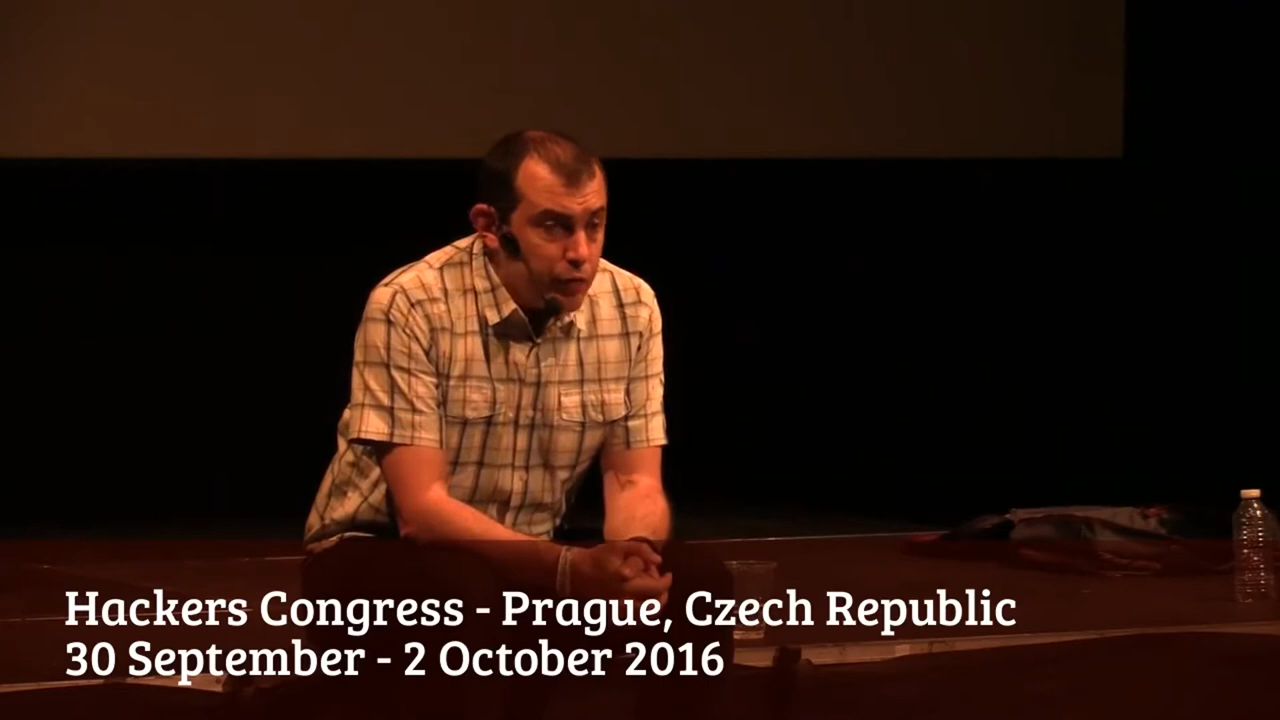 Hackers Congress - Prague, Czech Republic
30 September - 2 October 2016